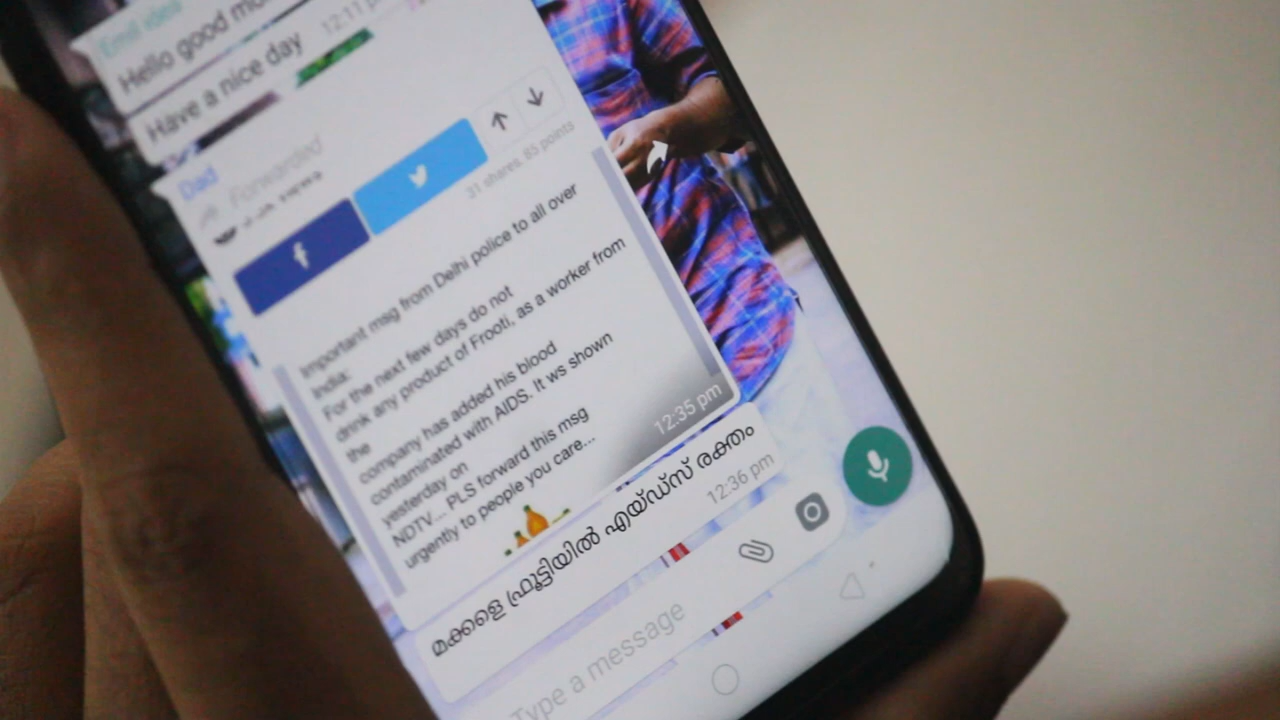 Hello good mo
12:11 p
Have a nice day
Dad
Forwarded
31 shares, 85 points
Important msg from Delhi police to all over
India:
For the next few days do not
drink any product of Frooti, as a worker from
the
company has added his blood
contaminated with AIDS. It ws shown
yesterday on
NDTV... PLS forward this msg
urgently to people you care...
12:35 pm
മക്കളെ ഫ്രൂട്ടിയിൽ എയ്ഡ്സ് രക്തം
12:36 pm
Type a message